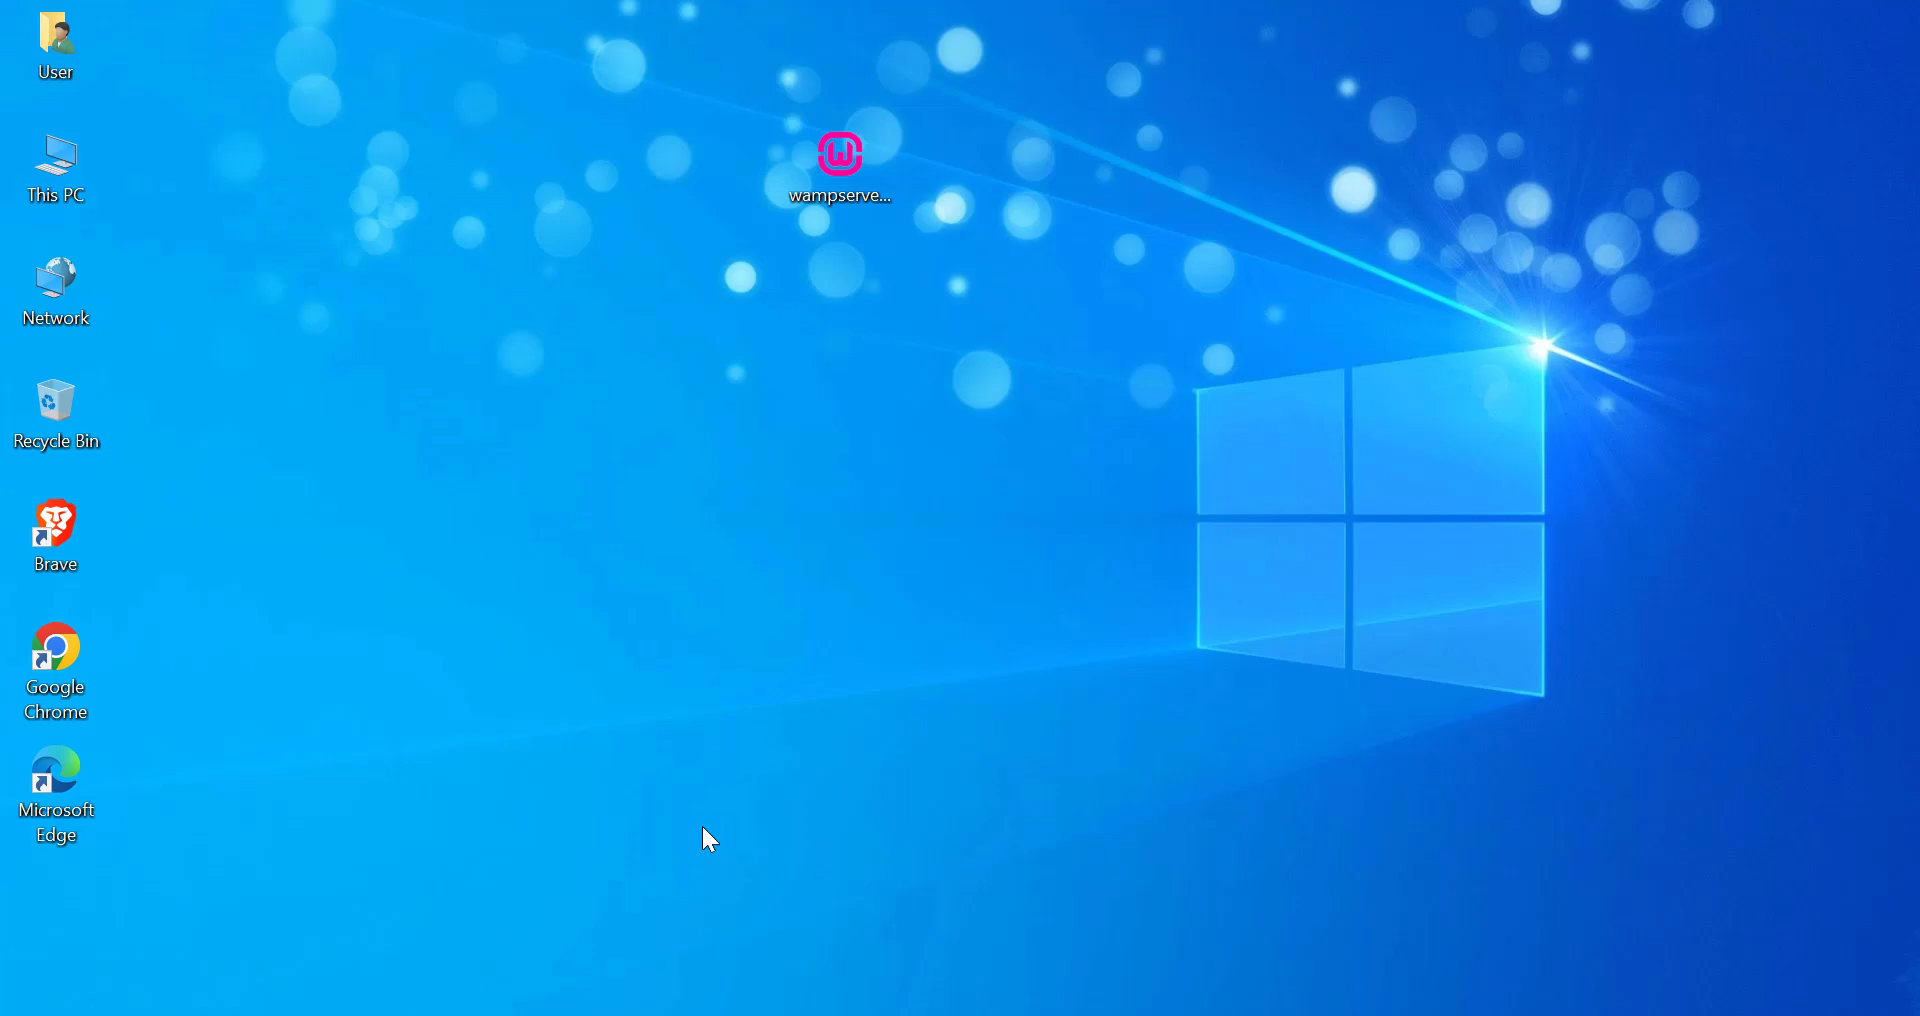 User
This PC
Network
Recycle Bin
Brave
Google
Chrome
Microsoft
Edge
wampserve...